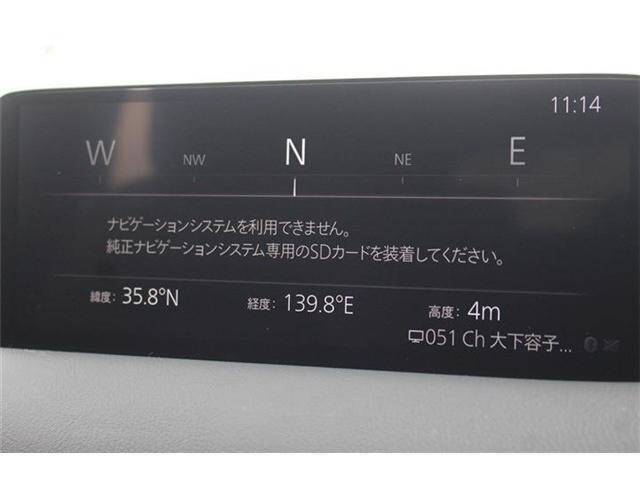 11:14
W NW N NE E
ナビゲーションシステムを利用できません。
純正ナビゲーションシステム専用のSDカードを装着してください。
緯度: 35.8°N 経度: 139.8°E 高度: 4m
051 Ch 大下容子...